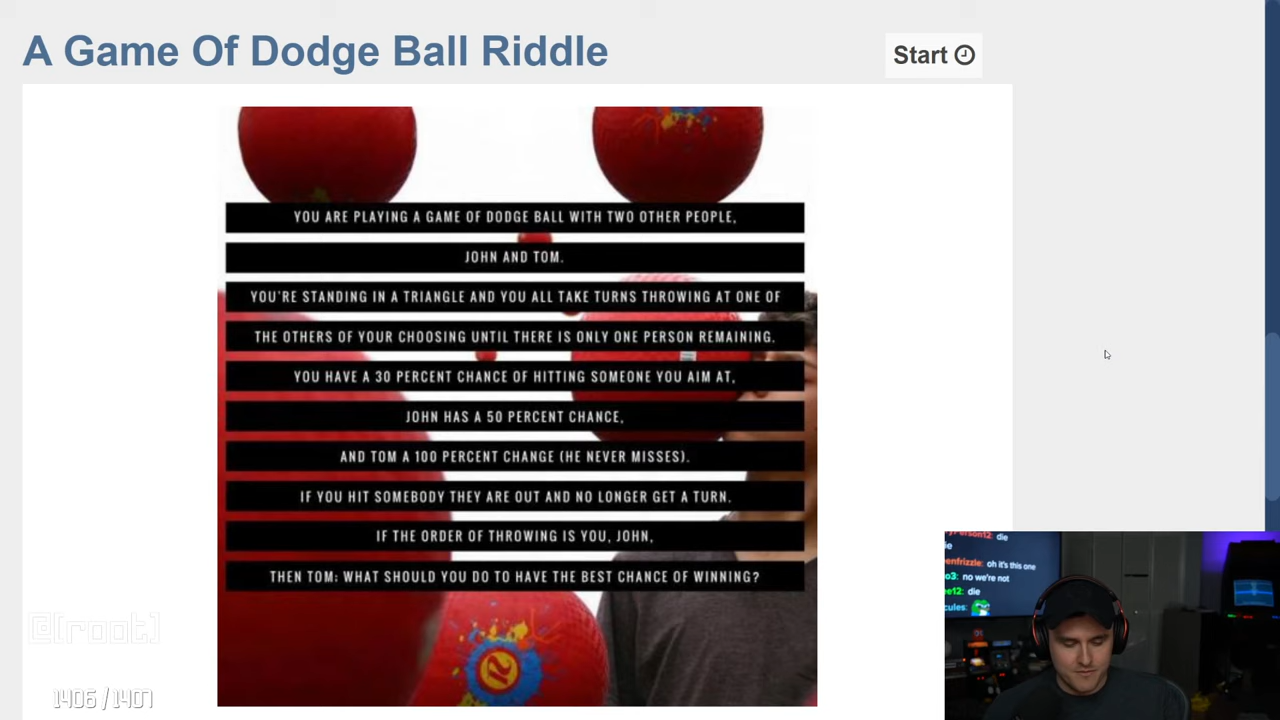 A Game Of Dodge Ball Riddle
Start
YOU ARE PLAYING A GAME OF DODGE BALL WITH TWO OTHER PEOPLE,
JOHN AND TOM.
YOU'RE STANDING IN A TRIANGLE AND YOU ALL TAKE TURNS THROWING AT ONE OF
THE OTHERS OF YOUR CHOOSING UNTIL THERE IS ONLY ONE PERSON REMAINING.
YOU HAVE A 30 PERCENT CHANCE OF HITTING SOMEONE YOU AIM AT,
JOHN HAS A 50 PERCENT CHANCE,
AND TOM A 100 PERCENT CHANGE (HE NEVER MISSES).
IF YOU HIT SOMEBODY THEY ARE OUT AND NO LONGER GET A TURN.
IF THE ORDER OF THROWING IS YOU, JOHN,
THEN TOM; WHAT SHOULD YOU DO TO HAVE THE BEST CHANCE OF WINNING?
@[root]
1406 / 1407
die
oh it's this one
no we're not
die